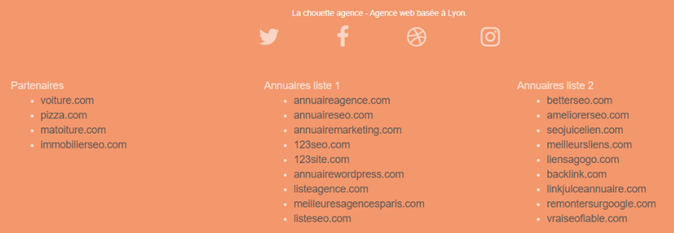 La chouette agence - Agence web basée à Lyon.
Partenaires
voiture.com
pizza.com
matoiture.com
immobilierseo.com
Annuaires liste 1
annuaireagence.com
annuaireseo.com
annuairemarketing.com
123seo.com
123site.com
annuairewordpress.com
listeagence.com
meilleuresagencesparis.com
listeseo.com
Annuaires liste 2
betterseo.com
ameliorerseo.com
seojuicelien.com
meilleursliens.com
liensagogo.com
backlink.com
linkjuiceannuaire.com
remontersurgoogle.com
vraiseofiable.com